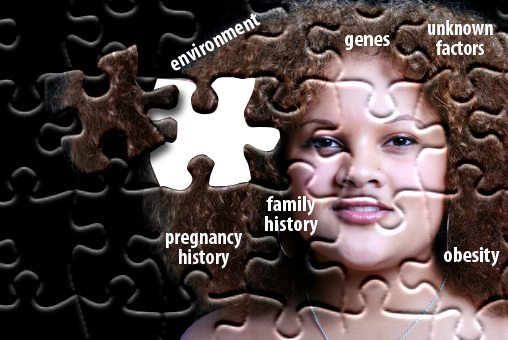 environment
genes
unknown
factors
family
history
pregnancy
history
obesity